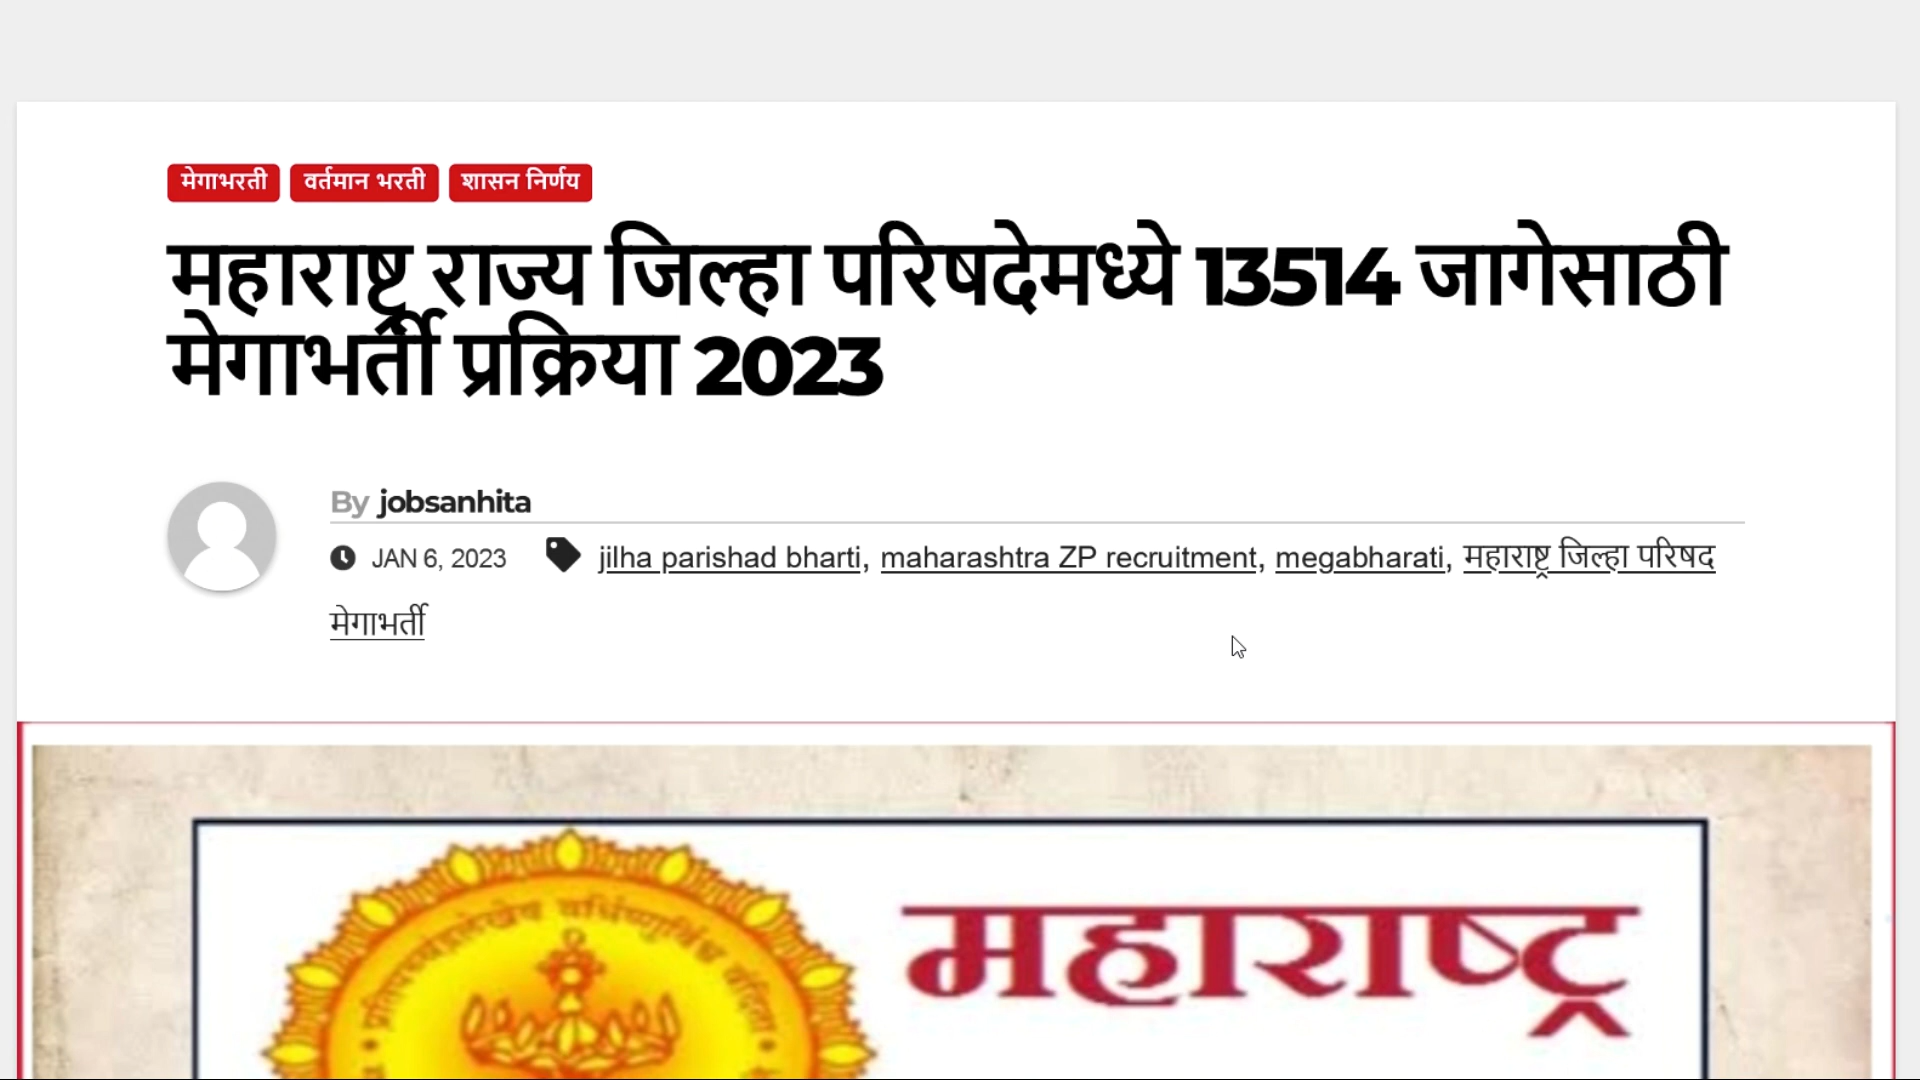 मेगाभरती वर्तमान भरती शासन निर्णय
महाराष्ट्र राज्य जिल्हा परिषदेमध्ये 13514 जागेसाठी
मेगाभर्ती प्रक्रिया 2023
By jobsanhita
JAN 6, 2023 jilha parishad bharti, maharashtra ZP recruitment, megabharati, महाराष्ट्र जिल्हा परिषद
मेगाभर्ती
महाराष्ट्र